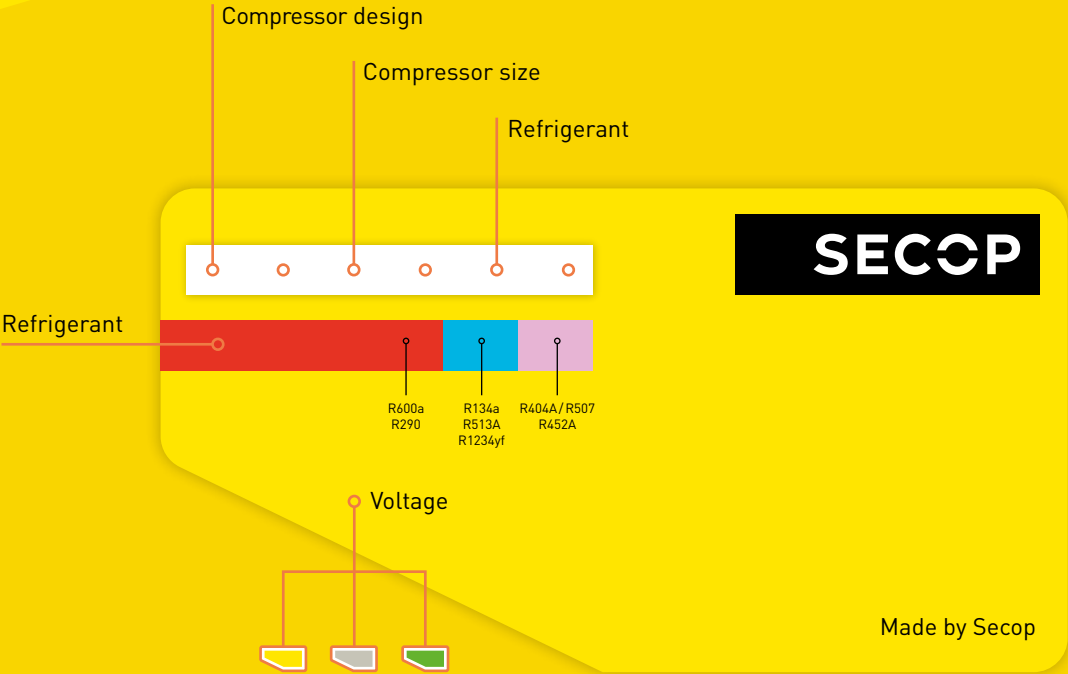 Compressor design
Compressor size
Refrigerant
SECOP
Refrigerant
R600a
R290
R134a
R513A
R1234yf
R404A/R507
R452A
Voltage
Made by Secop